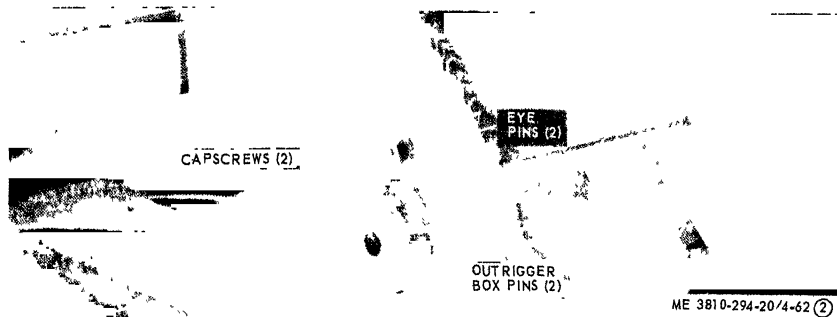 EYE
PINS (2)
CAPSCREWS (2)
OUTRIGGER
BOX PINS (2)
ME 3810-294-20/4-62 ②